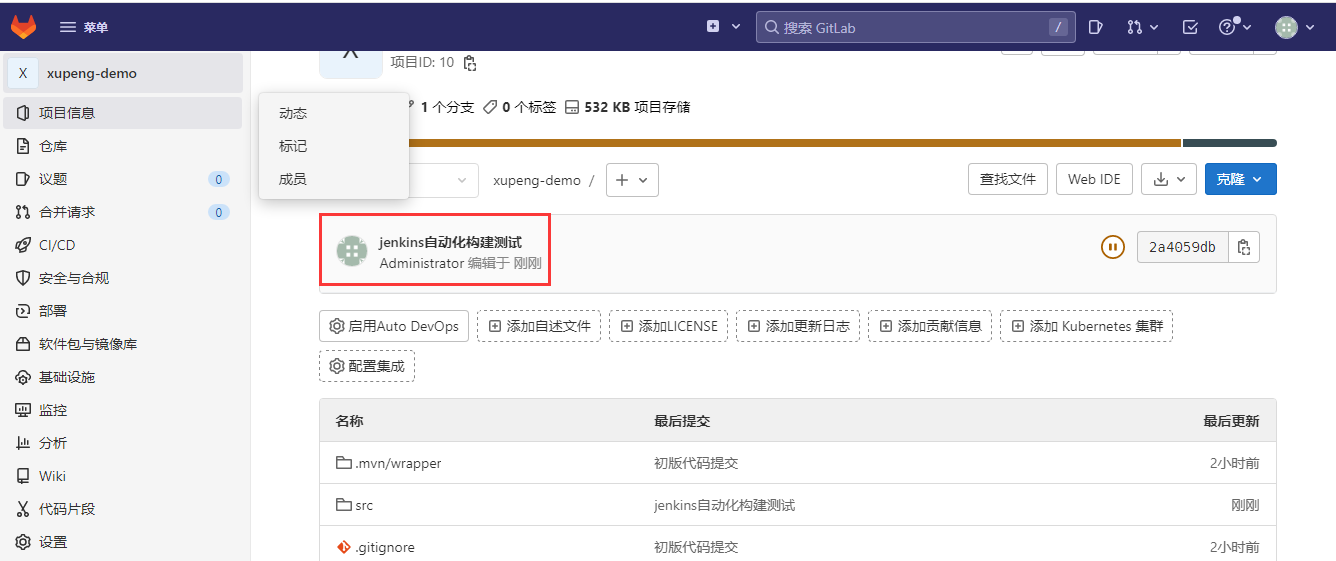 菜单
搜索 GitLab
/
X
xupeng-demo
项目信息
仓库
议题
0
合并请求
0
CI/CD
安全与合规
部署
软件包与镜像库
基础设施
监控
分析
Wiki
代码片段
设置
动态
标记
成员
项目ID: 10
1 个分支
0 个标签
532 KB 项目存储
xupeng-demo /
查找文件
Web IDE
克隆
jenkins自动化构建测试
Administrator 编辑于 刚刚
2a4059db
启用Auto DevOps
添加自述文件
添加LICENSE
添加更新日志
添加贡献信息
添加 Kubernetes 集群
配置集成
名称 最后提交 最后更新
.mvn/wrapper 初版代码提交 2小时前
src jenkins自动化构建测试 刚刚
.gitignore 初版代码提交 2小时前